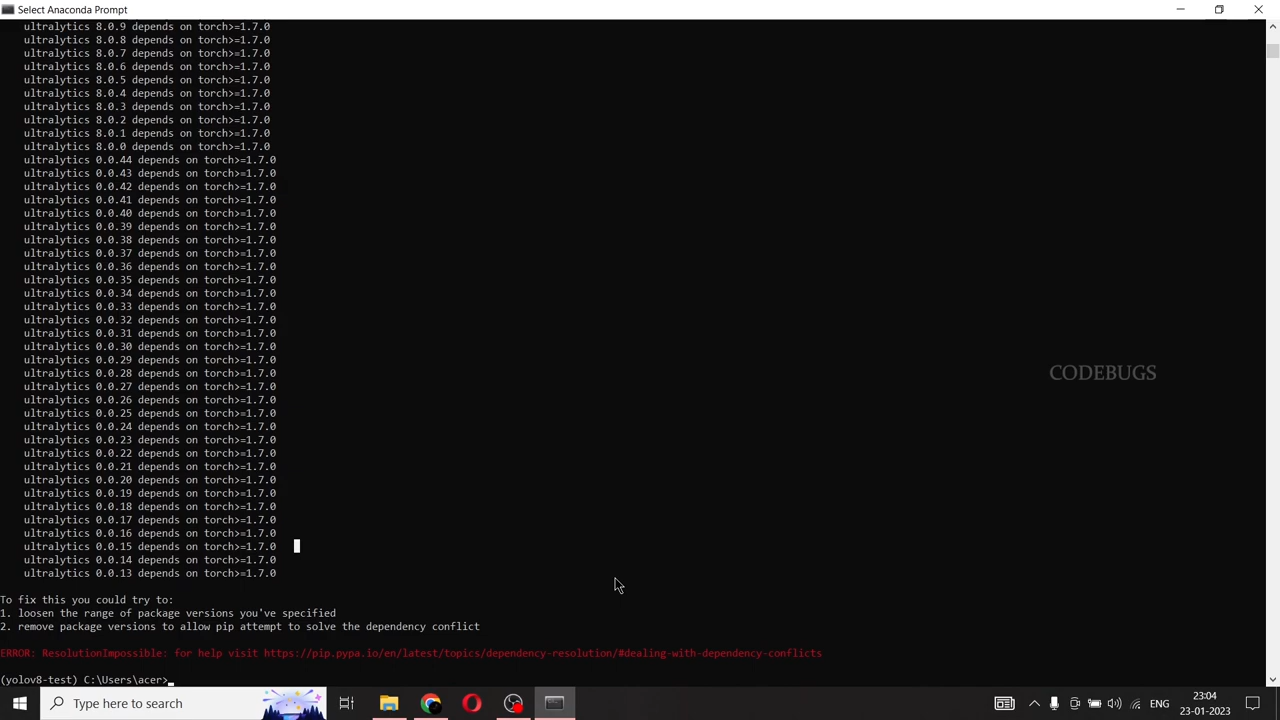 Select Anaconda Prompt
ultralytics 8.0.9 depends on torch>=1.7.0
ultralytics 8.0.8 depends on torch>=1.7.0
ultralytics 8.0.7 depends on torch>=1.7.0
ultralytics 8.0.6 depends on torch>=1.7.0
ultralytics 8.0.5 depends on torch>=1.7.0
ultralytics 8.0.4 depends on torch>=1.7.0
ultralytics 8.0.3 depends on torch>=1.7.0
ultralytics 8.0.2 depends on torch>=1.7.0
ultralytics 8.0.1 depends on torch>=1.7.0
ultralytics 8.0.0 depends on torch>=1.7.0
ultralytics 0.0.44 depends on torch>=1.7.0
ultralytics 0.0.43 depends on torch>=1.7.0
ultralytics 0.0.42 depends on torch>=1.7.0
ultralytics 0.0.41 depends on torch>=1.7.0
ultralytics 0.0.40 depends on torch>=1.7.0
ultralytics 0.0.39 depends on torch>=1.7.0
ultralytics 0.0.38 depends on torch>=1.7.0
ultralytics 0.0.37 depends on torch>=1.7.0
ultralytics 0.0.36 depends on torch>=1.7.0
ultralytics 0.0.35 depends on torch>=1.7.0
ultralytics 0.0.34 depends on torch>=1.7.0
ultralytics 0.0.33 depends on torch>=1.7.0
ultralytics 0.0.32 depends on torch>=1.7.0
ultralytics 0.0.31 depends on torch>=1.7.0
ultralytics 0.0.30 depends on torch>=1.7.0
ultralytics 0.0.29 depends on torch>=1.7.0
ultralytics 0.0.28 depends on torch>=1.7.0
ultralytics 0.0.27 depends on torch>=1.7.0
ultralytics 0.0.26 depends on torch>=1.7.0
ultralytics 0.0.25 depends on torch>=1.7.0
ultralytics 0.0.24 depends on torch>=1.7.0
ultralytics 0.0.23 depends on torch>=1.7.0
ultralytics 0.0.22 depends on torch>=1.7.0
ultralytics 0.0.21 depends on torch>=1.7.0
ultralytics 0.0.20 depends on torch>=1.7.0
ultralytics 0.0.19 depends on torch>=1.7.0
ultralytics 0.0.18 depends on torch>=1.7.0
ultralytics 0.0.17 depends on torch>=1.7.0
ultralytics 0.0.16 depends on torch>=1.7.0
ultralytics 0.0.15 depends on torch>=1.7.0
ultralytics 0.0.14 depends on torch>=1.7.0
ultralytics 0.0.13 depends on torch>=1.7.0
CODEBUGS
To fix this you could try to:
1. loosen the range of package versions you've specified
2. remove package versions to allow pip attempt to solve the dependency conflict
ERROR: ResolutionImpossible: for help visit https://pip.pypa.io/en/latest/topics/dependency-resolution/#dealing-with-dependency-conflicts
(yolov8-test) C:\Users\acer>
Type here to search
ENG
23:04
23-01-2023